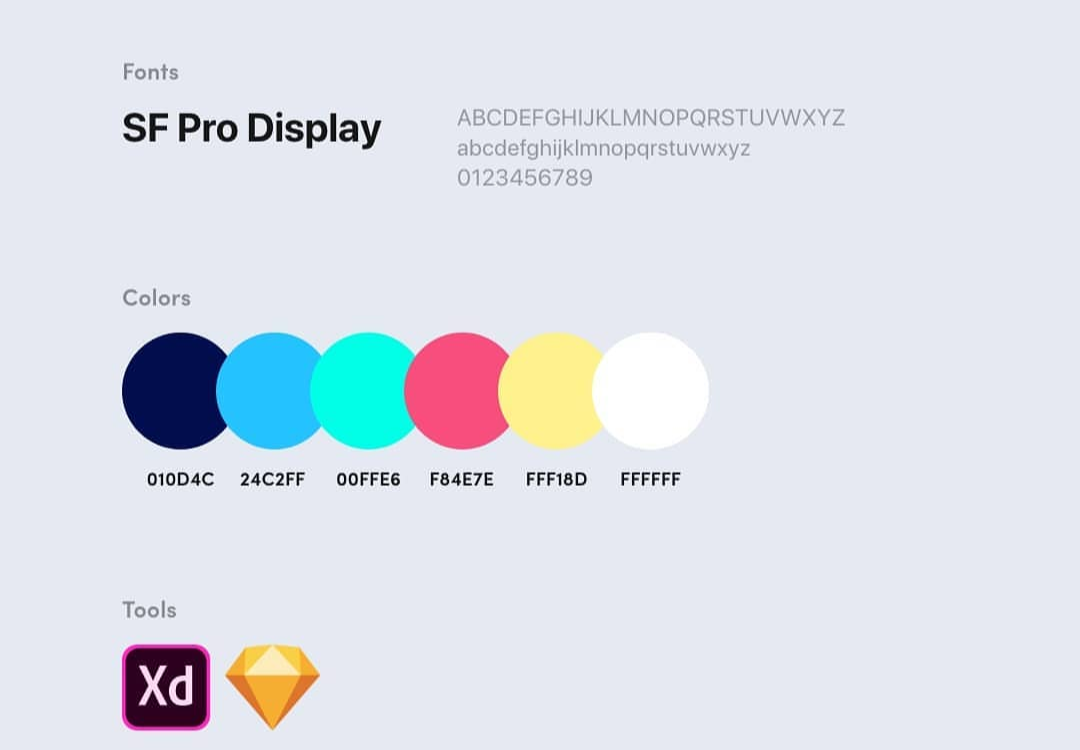 Fonts
SF Pro Display
ABCDEFGHIJKLMNOPQRSTUVWXYZ
abcdefghijklmnopqrstuvwxyz
0123456789
Colors
010D4C 24C2FF 00FFE6 F84E7E FFF18D FFFFFF
Tools
Xd